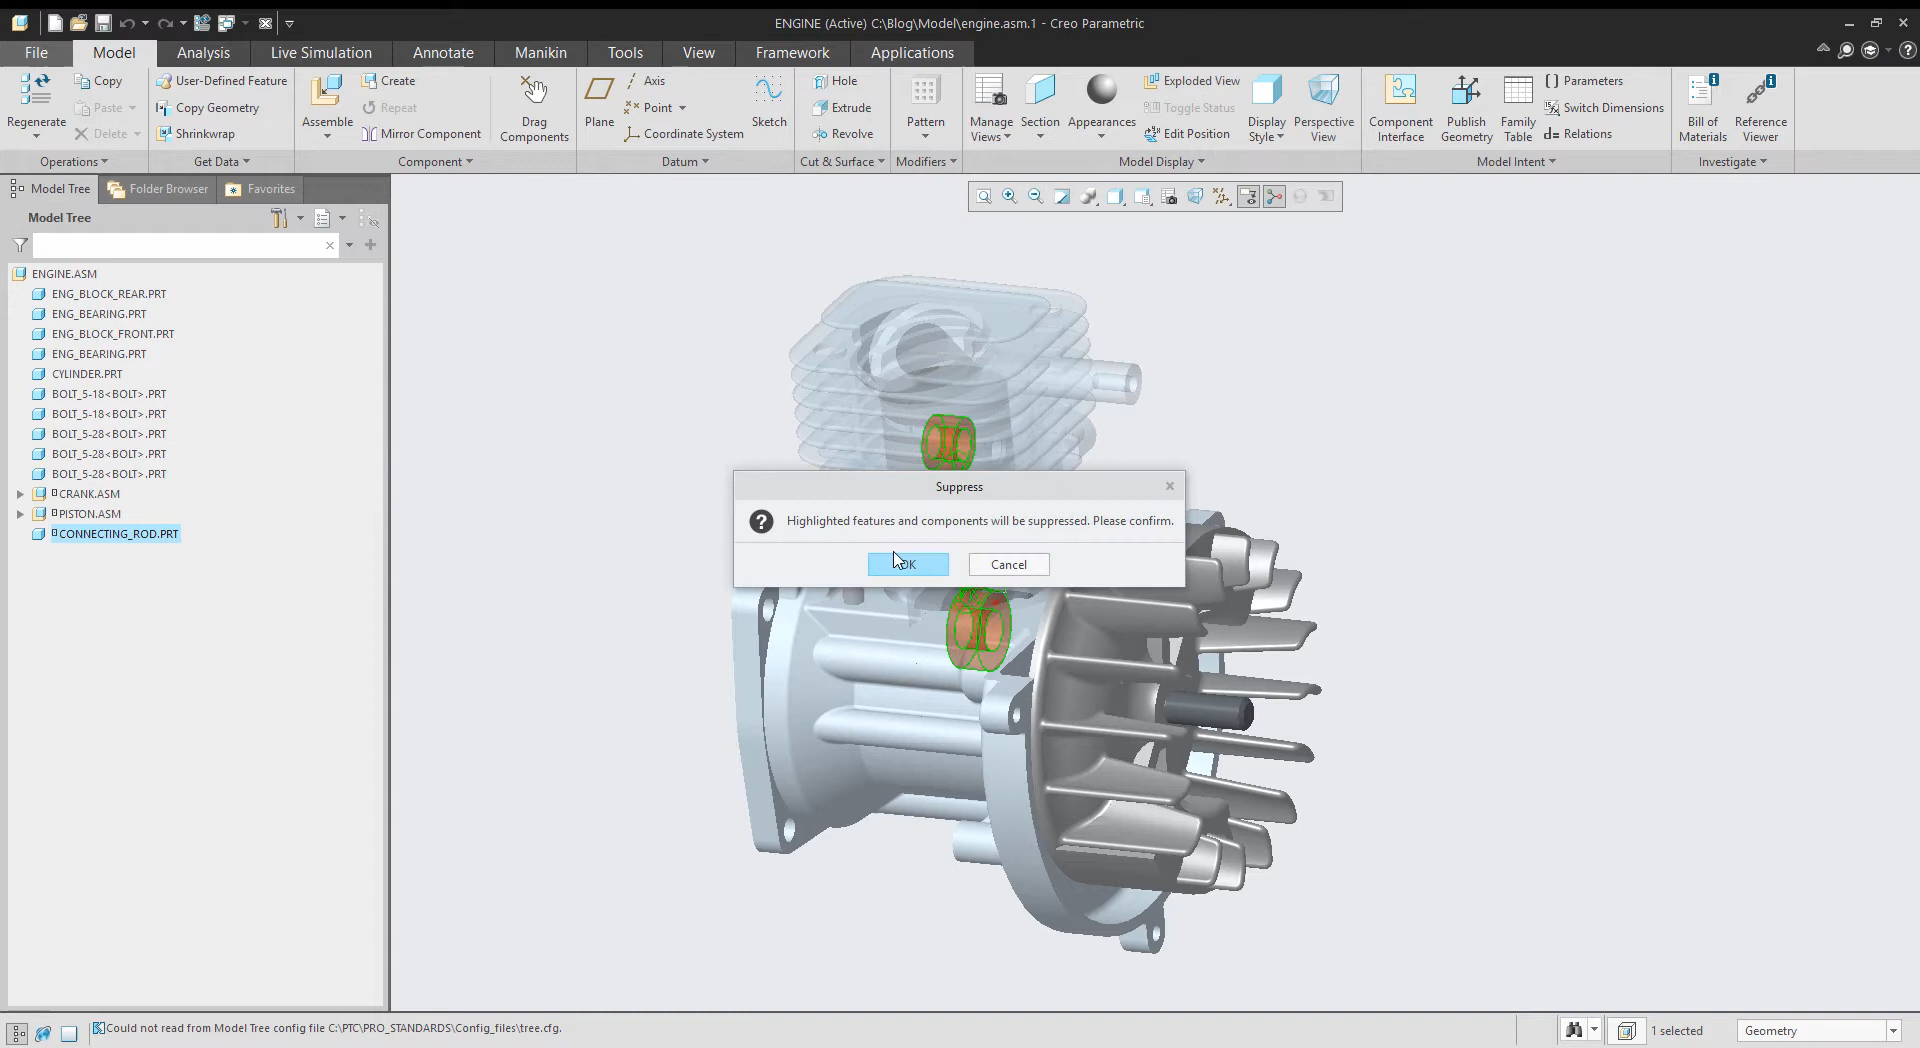 ENGINE (Active) C:\Blog\Model\engine.asm.1 - Creo Parametric
File Model Analysis Live Simulation Annotate Manikin Tools View Framework Applications
Regenerate
Copy
Paste
Delete
Operations
User-Defined Feature
Copy Geometry
Shrinkwrap
Get Data
Assemble
Create
Repeat
Mirror Component
Drag
Components
Component
Plane
Axis
Point
Coordinate System
Sketch
Datum
Hole
Extrude
Revolve
Cut & Surface
Pattern
Modifiers
Manage
Views
Section
Appearances
Exploded View
Toggle Status
Edit Position
Display
Style
Perspective
View
Model Display
Component
Interface
Publish
Geometry
Family
Table
Parameters
Switch Dimensions
Relations
Model Intent
Bill of
Materials
Reference
Viewer
Investigate
Model Tree Folder Browser Favorites
Model Tree
ENGINE.ASM
ENG_BLOCK_REAR.PRT
ENG_BEARING.PRT
ENG_BLOCK_FRONT.PRT
ENG_BEARING.PRT
CYLINDER.PRT
BOLT_5-18<BOLT>.PRT
BOLT_5-18<BOLT>.PRT
BOLT_5-28<BOLT>.PRT
BOLT_5-28<BOLT>.PRT
BOLT_5-28<BOLT>.PRT
CRANK.ASM
PISTON.ASM
CONNECTING_ROD.PRT
Suppress
Highlighted features and components will be suppressed. Please confirm.
OK Cancel
Could not read from Model Tree config file C:\PTC\PRO_STANDARDS\Config_files\tree.cfg.
1 selected
Geometry